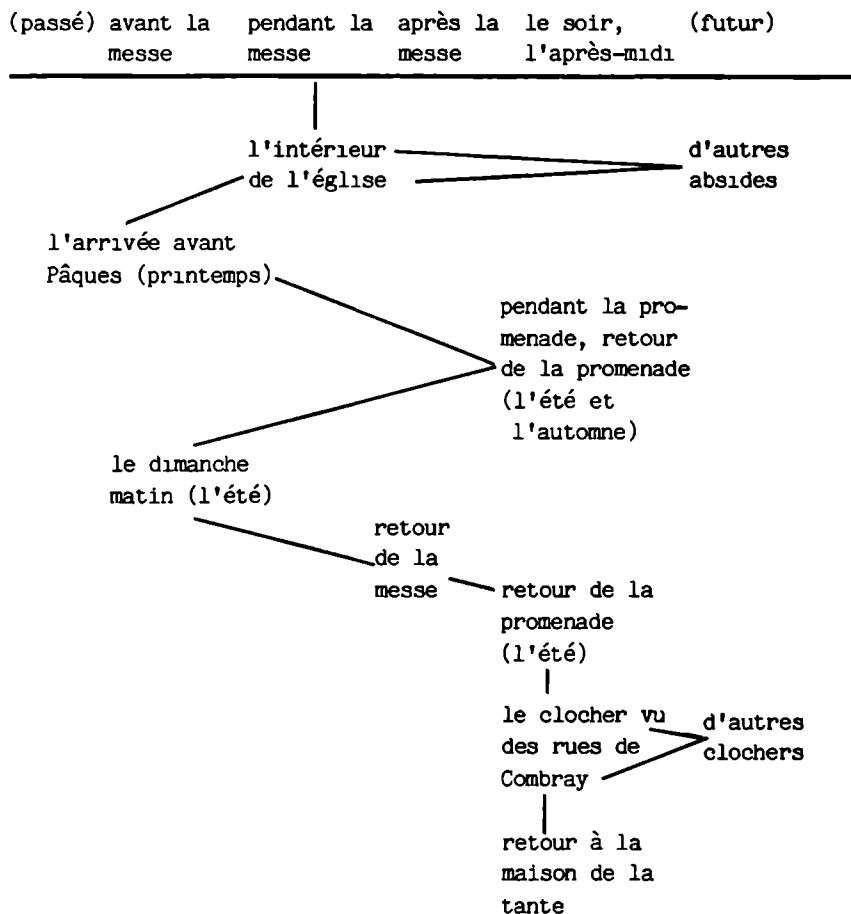 (passé) avant la pendant la après la le soir, (futur)
messe messe messe l'après-midi
l'intérieur d'autres
de l'église absides
l'arrivée avant
Pâques (printemps)
pendant la pro-
menade, retour
de la promenade
(l'été et
l'automne)
le dimanche
matin (l'été)
retour
de la
messe retour de la
promenade
(l'été)
le clocher vu d'autres
des rues de clochers
Combray
retour à la
maison de la
tante